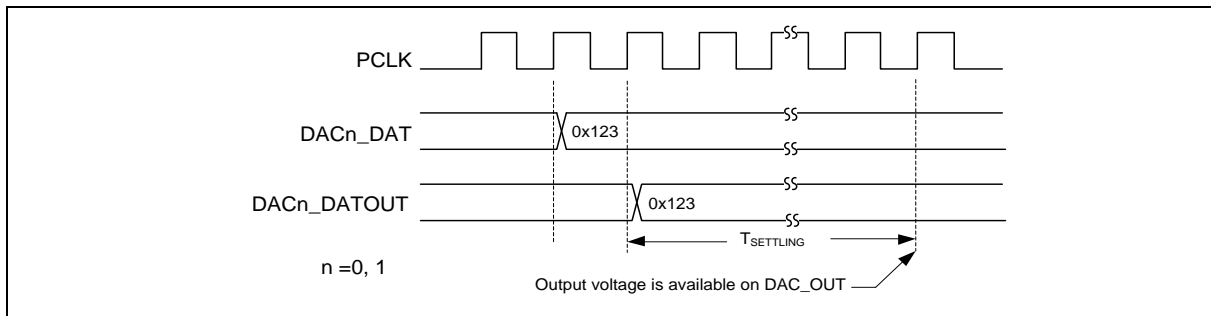 PCLK
DACn_DAT
0x123
DACn_DATOUT
0x123
TSETTLING
n =0, 1
Output voltage is available on DAC_OUT